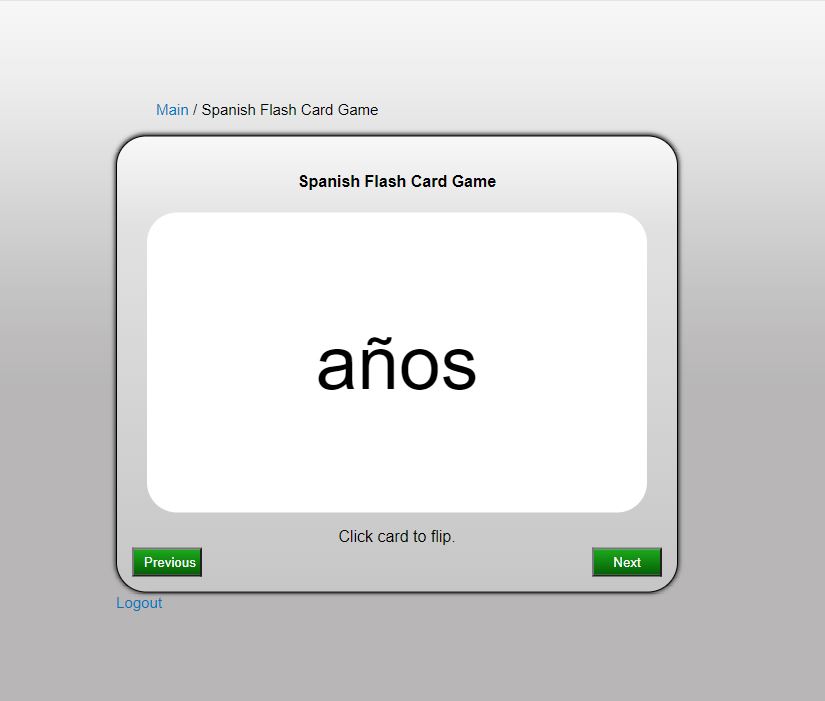 Main / Spanish Flash Card Game
Spanish Flash Card Game
años
Click card to flip.
Previous Next
Logout